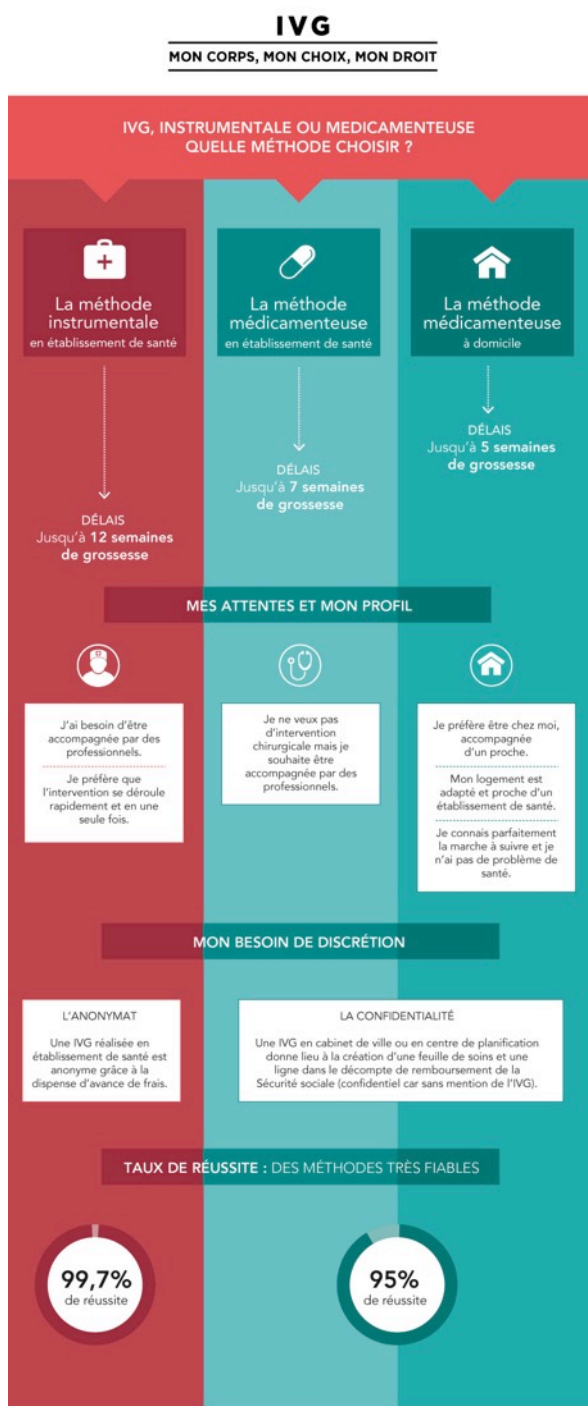 IVG
MON CORPS, MON CHOIX, MON DROIT
IVG, INSTRUMENTALE OU MEDICAMENTEUSE
QUELLE MÉTHODE CHOISIR ?
La méthode
instrumentale
en établissement de santé
La méthode
médicamenteuse
en établissement de santé
La méthode
médicamenteuse
à domicile
DÉLAIS
Jusqu'à 12 semaines
de grossesse
DÉLAIS
Jusqu'à 7 semaines
de grossesse
DÉLAIS
Jusqu'à 5 semaines
de grossesse
MES ATTENTES ET MON PROFIL
J'ai besoin d'être
accompagnée par des
professionnels.
Je préfère que
l'intervention se déroule
rapidement et en une
seule fois.
Je ne veux pas
d'intervention
chirurgicale mais je
souhaite être
accompagnée par des
professionnels.
Je préfère être chez moi,
accompagnée
d'un proche.
Mon logement est
adapté et proche d'un
établissement de santé.
Je connais parfaitement
la marche à suivre et je
n'ai pas de problème de
santé.
MON BESOIN DE DISCRÉTION
L'ANONYMAT
Une IVG réalisée en
établissement de santé est
anonyme grâce à la
dispense d'avance de frais.
LA CONFIDENTIALITÉ
Une IVG en cabinet de ville ou en centre de planification
donne lieu à la création d'une feuille de soins et une
ligne dans le décompte de remboursement de la
Sécurité sociale (confidentiel car sans mention de l'IVG).
TAUX DE RÉUSSITE : DES MÉTHODES TRÈS FIABLES
99,7%
de réussite
95%
de réussite